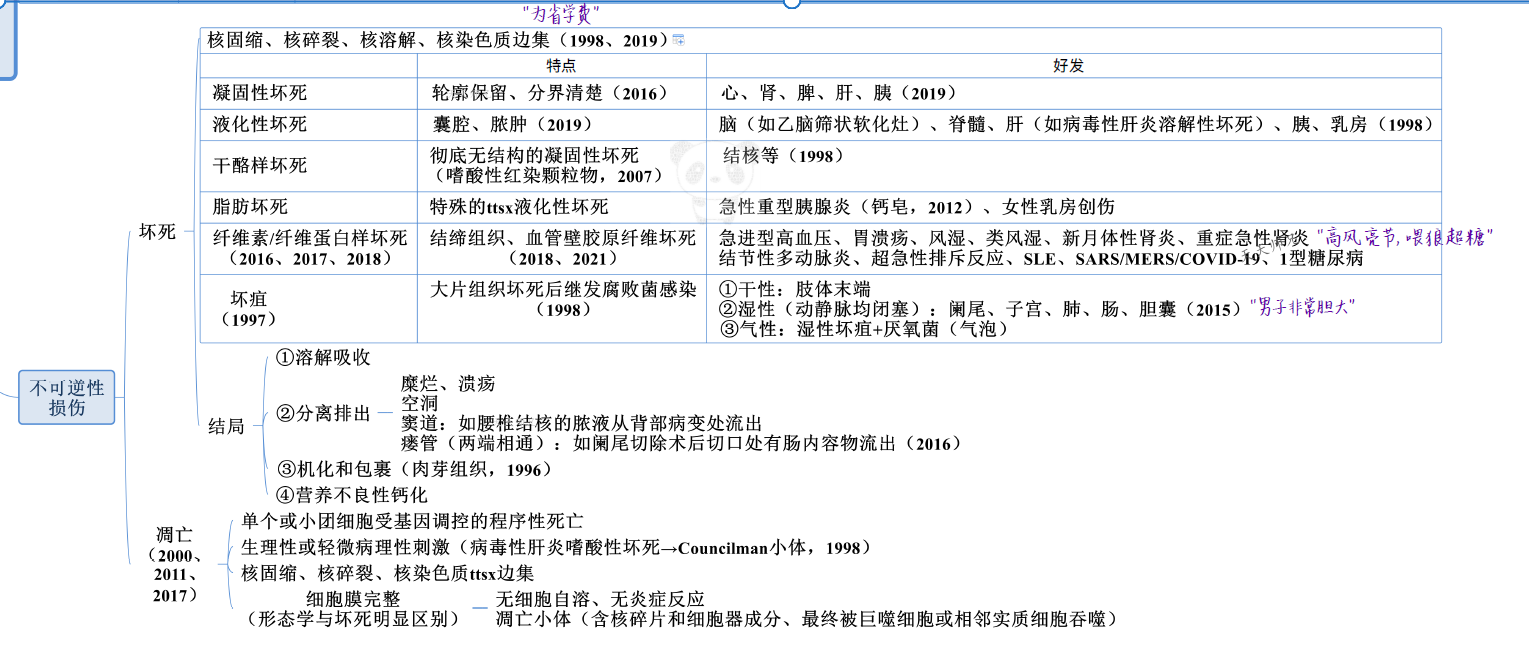 "为省学费"
核固缩、核碎裂、核溶解、核染色质边集（1998、2019）
特点 好发
凝固性坏死 轮廓保留、分界清楚（2016） 心、肾、脾、肝、胰（2019）
液化性坏死 囊腔、脓肿（2019） 脑（如乙脑筛状软化灶）、脊髓、肝（如病毒性肝炎溶解性坏死）、胰、乳房（1998）
干酪样坏死 彻底无结构的凝固性坏死 结核等（1998）
（嗜酸性红染颗粒物，2007）
脂肪坏死 特殊的ttsx液化性坏死 急性重型胰腺炎（钙皂，2012）、女性乳房创伤
纤维素/纤维蛋白样坏死 结缔组织、血管壁胶原纤维坏死 急进型高血压、胃溃疡、风湿、类风湿、新月体性肾炎、重症急性肾炎 "高风亮节,喂狼超糖"
（2016、2017、2018） （2018、2021） 结节性多动脉炎、超急性排斥反应、SLE、SARS/MERS/COVID-19、1型糖尿病
坏疽 大片组织坏死后继发腐败菌感染 ①干性：肢体末端
（1997） （1998） ②湿性（动静脉均闭塞）：阑尾、子宫、肺、肠、胆囊（2015） "男子非常胆大"
③气性：湿性坏疽+厌氧菌（气泡）
坏死
不可逆性
损伤
结局
①溶解吸收
②分离排出
糜烂、溃疡
空洞
窦道：如腰椎结核的脓液从背部病变处流出
瘘管（两端相通）：如阑尾切除术后切口处有肠内容物流出（2016）
③机化和包裹（肉芽组织，1996）
④营养不良性钙化
凋亡
（2000、
2011、
2017）
单个或小团细胞受基因调控的程序性死亡
生理性或轻微病理性刺激（病毒性肝炎嗜酸性坏死→Councilman小体，1998）
核固缩、核碎裂、核染色质ttsx边集
细胞膜完整
（形态学与坏死明显区别）
无细胞自溶、无炎症反应
凋亡小体（含核碎片和细胞器成分、最终被巨噬细胞或相邻实质细胞吞噬）